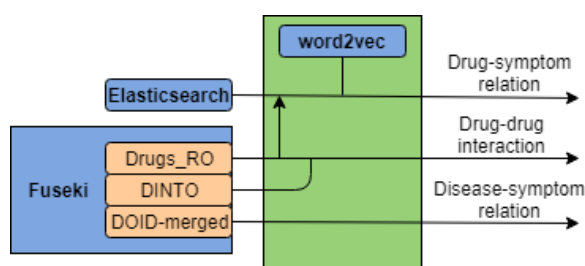 word2vec
Drug-symptom
relation
Elasticsearch
Drug-drug
interaction
Fuseki
Drugs_RO
DINTO
DOID-merged
Disease-symptom
relation